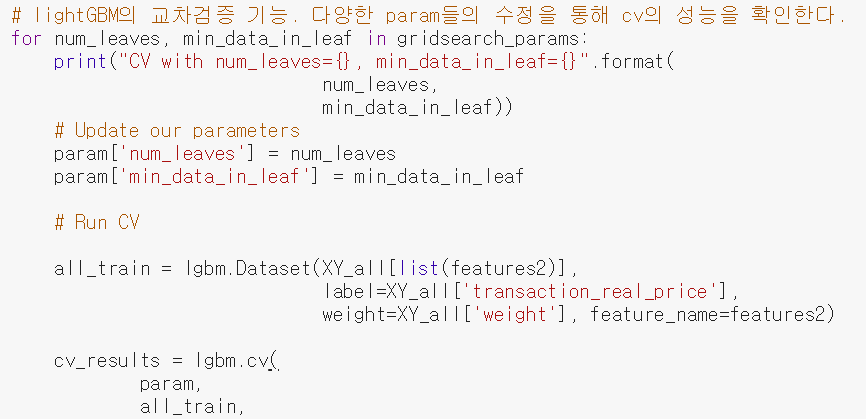 # lightGBM의 교차검증 기능. 다양한 param들의 수정을 통해 cv의 성능을 확인한다.
for num_leaves, min_data_in_leaf in gridsearch_params:
    print("CV with num_leaves={}, min_data_in_leaf={}".format(
                         num_leaves,
                         min_data_in_leaf))
    # Update our parameters
    param['num_leaves'] = num_leaves
    param['min_data_in_leaf'] = min_data_in_leaf
    # Run CV
    all_train = lgbm.Dataset(XY_all[list(features2)],
                         label=XY_all['transaction_real_price'],
                         weight=XY_all['weight'], feature_name=features2)
    cv_results = lgbm.cv(
            param,
            all_train,